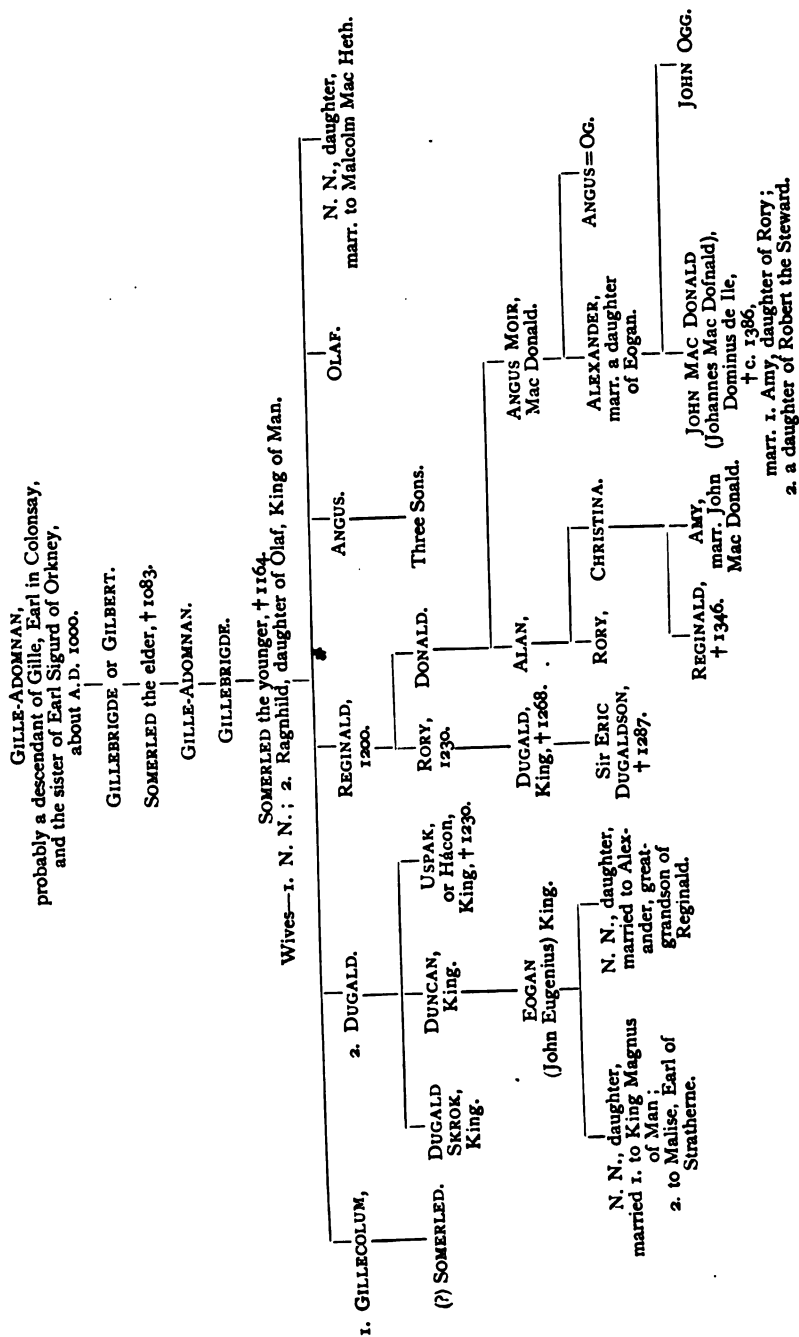 GILLE-ADOMNAN,
probably a descendant of Gille, Earl in Colonsay,
and the sister of Earl Sigurd of Orkney,
about A.D. 1000.
GILLEBRIGDE or GILBERT.
SOMERLED the elder, † 1083.
GILLE-ADOMNAN.
GILLEBRIGDE.
SOMERLED the younger, † 1164.
Wives—1. N. N.; 2. Ragnhild, daughter of Olaf, King of Man.
1. GILLECOLUM,
2. DUGALD.
REGINALD,
1200.
ANGUS.
OLAF.
N. N., daughter,
marr. to Malcolm Mac Heth.
(?) SOMERLED.
DUGALD
SKROK,
King.
DUNCAN,
King.
USPAK,
or Hácon,
King, † 1230.
RORY,
1230.
DONALD.
Three Sons.
EOGAN
(John Eugenius) King.
DUGALD,
King, † 1268.
ALAN,
ANGUS MOIR,
Mac Donald.
N. N., daughter,
married 1. to King Magnus
of Man;
2. to Malise, Earl of
Stratherne.
N. N., daughter,
married to Alex-
ander, great-
grandson of
Reginald.
Sir ERIC
DUGALDSON,
† 1287.
RORY,
CHRISTINA.
ALEXANDER,
marr. a daughter
of Eogan.
ANGUS=OG.
REGINALD,
† 1346.
AMY,
marr. John
Mac Donald.
JOHN MAC DONALD
(Johannes Mac Dofnald),
Dominus de Ile,
† c. 1386,
marr. 1. Amy, daughter of Rory;
2. a daughter of Robert the Steward.
JOHN OGG.